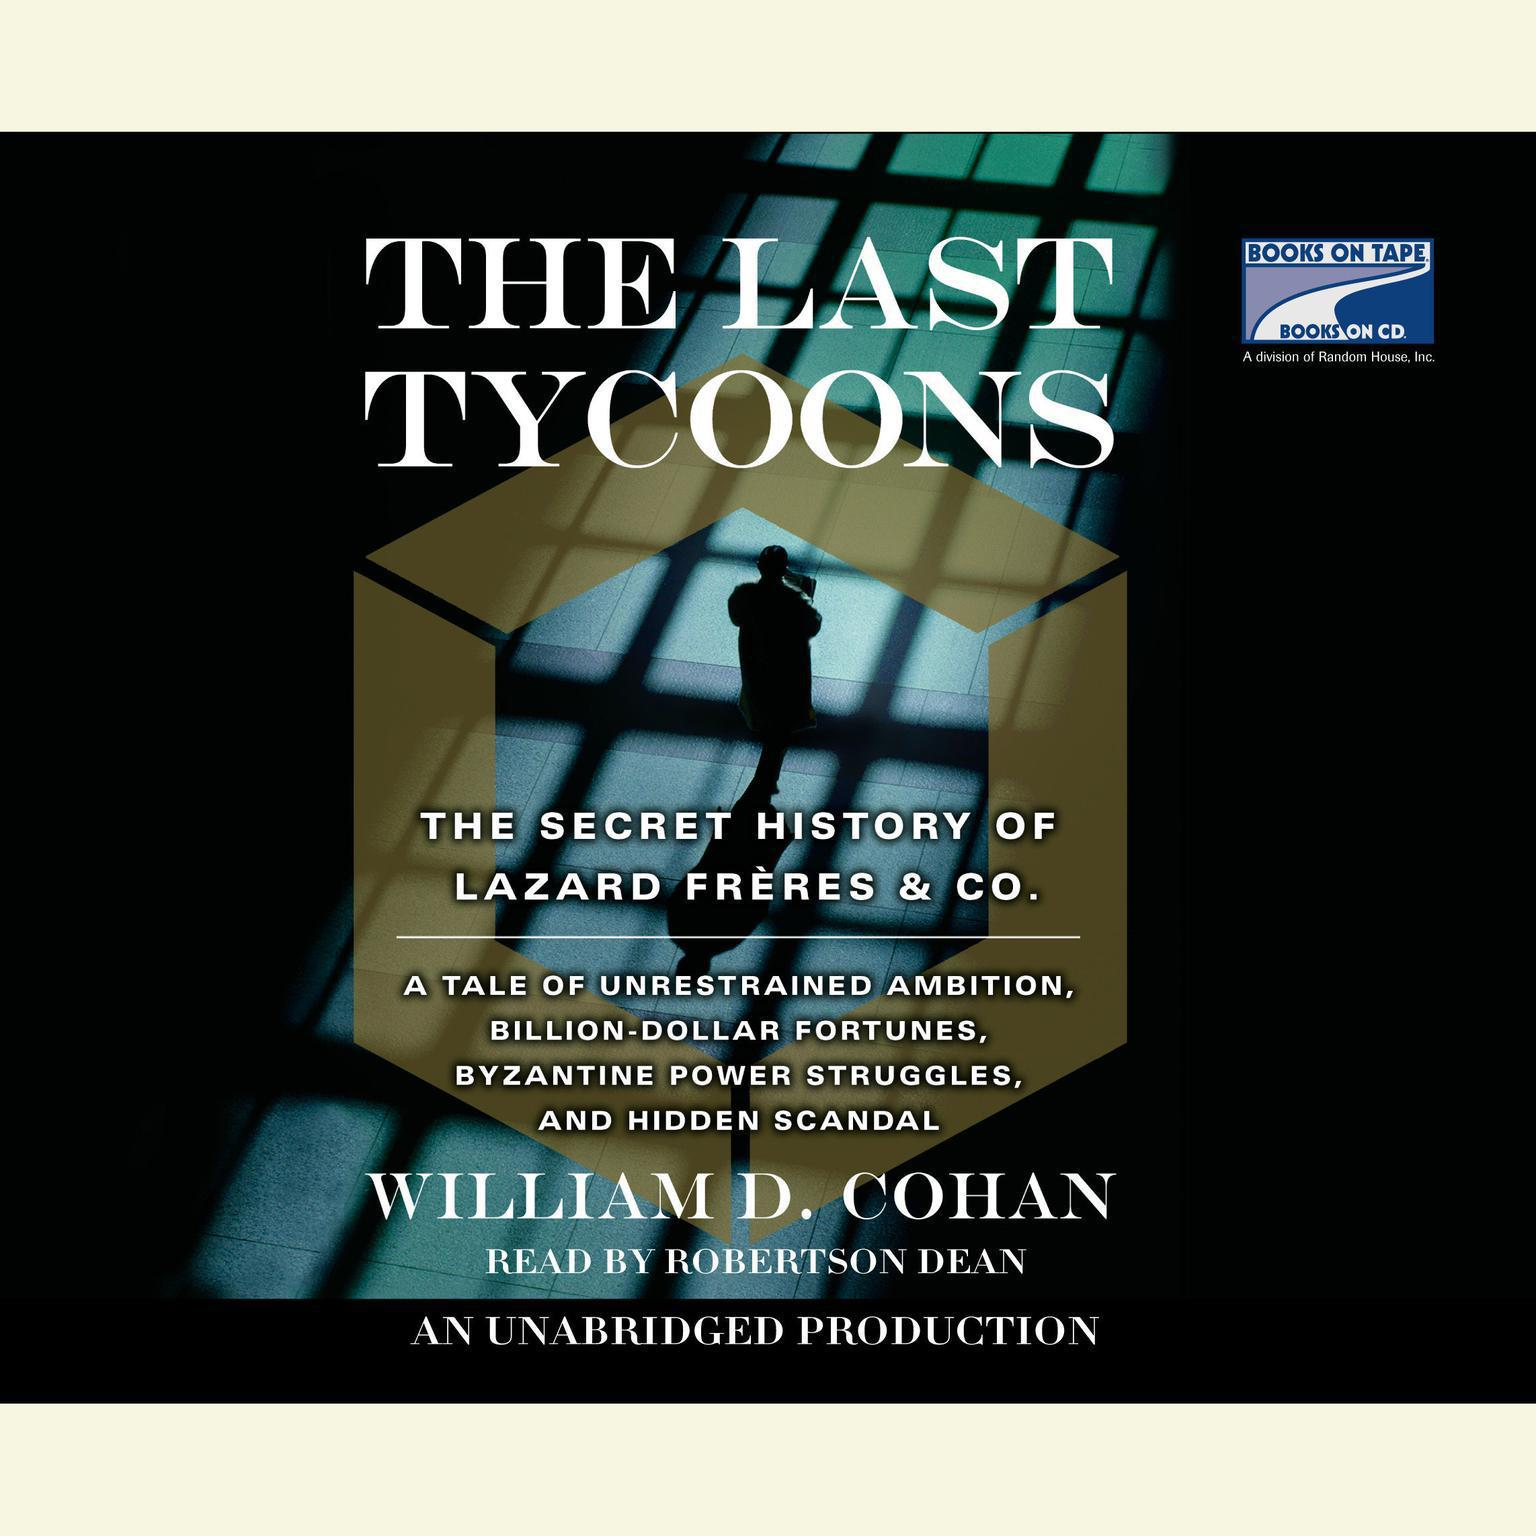 THE LAST
TYCOONS
BOOKS ON TAPE
BOOKS ON CD.
A division of Random House, Inc.
THE SECRET HISTORY OF
LAZARD FRÈRES & CO.
A TALE OF UNRESTRAINED AMBITION,
BILLION-DOLLAR FORTUNES,
BYZANTINE POWER STRUGGLES,
AND HIDDEN SCANDAL
WILLIAM D. COHAN
READ BY ROBERTSON DEAN
AN UNABRIDGED PRODUCTION